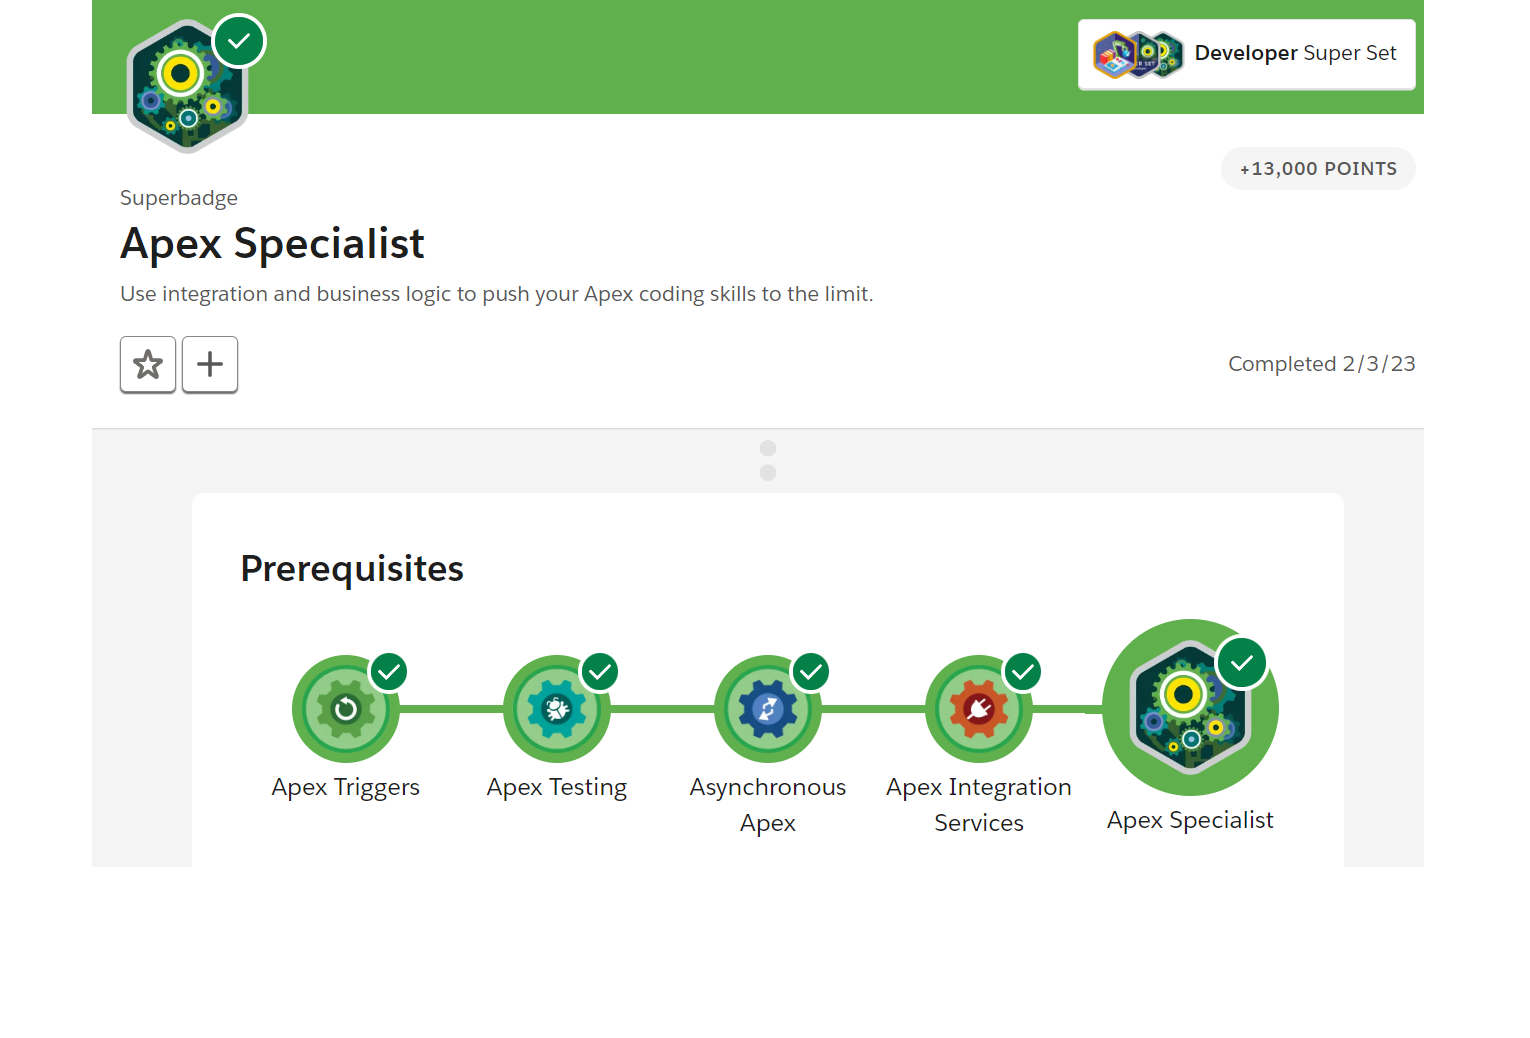 Developer Super Set
+13,000 POINTS
Superbadge
Apex Specialist
Use integration and business logic to push your Apex coding skills to the limit.
Completed 2/3/23
Prerequisites
Apex Triggers
Apex Testing
Asynchronous
Apex
Apex Integration
Services
Apex Specialist